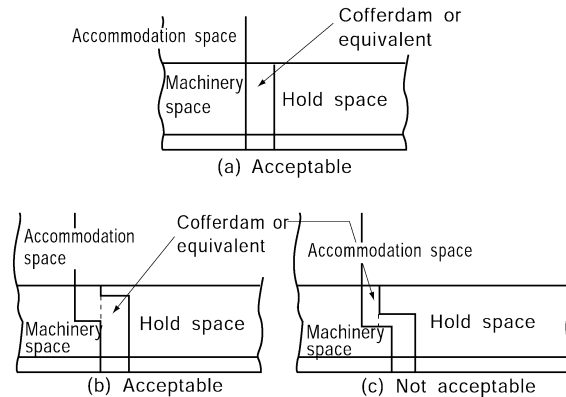 Cofferdam or
equivalent
Accommodation space
Machinery
space
Hold space
(a) Acceptable
Cofferdam or
equivalent
Accommodation
space
Machinery
space
Hold space
(b) Acceptable
Accommodation space
Machinery
space
Hold space
(c) Not acceptable